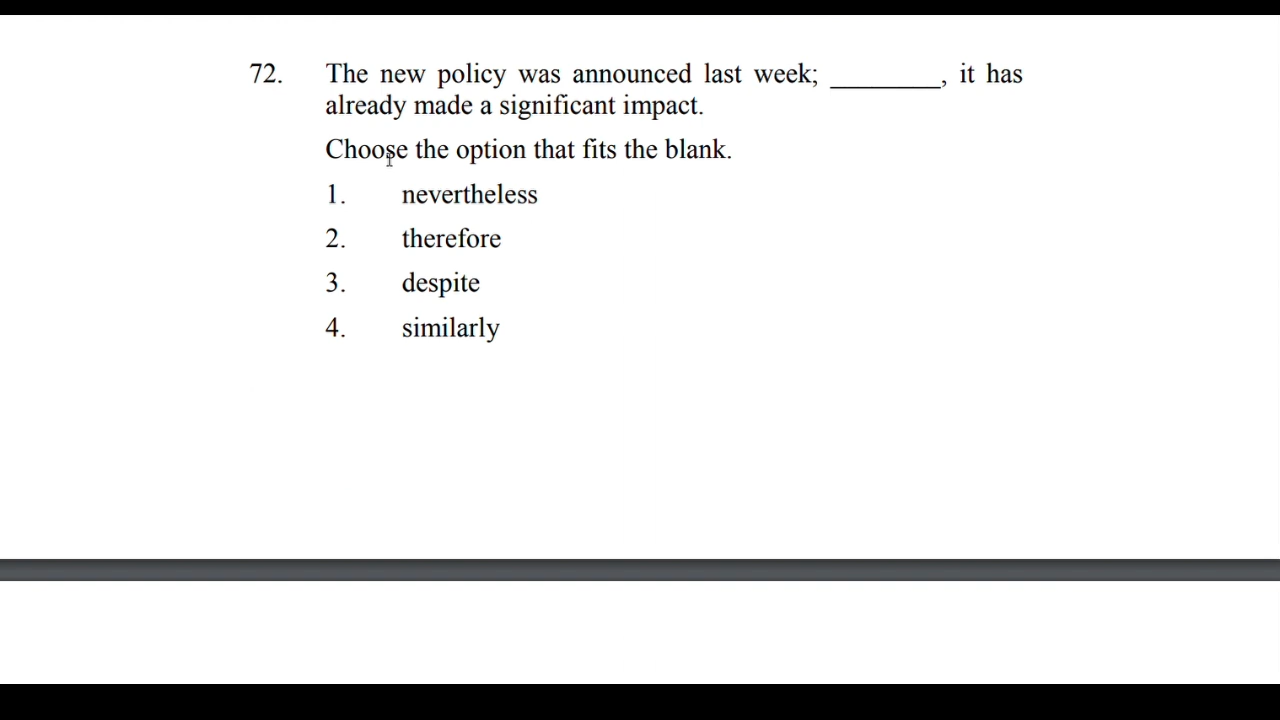 72. The new policy was announced last week; ________, it has
already made a significant impact.
Choose the option that fits the blank.
1. nevertheless
2. therefore
3. despite
4. similarly